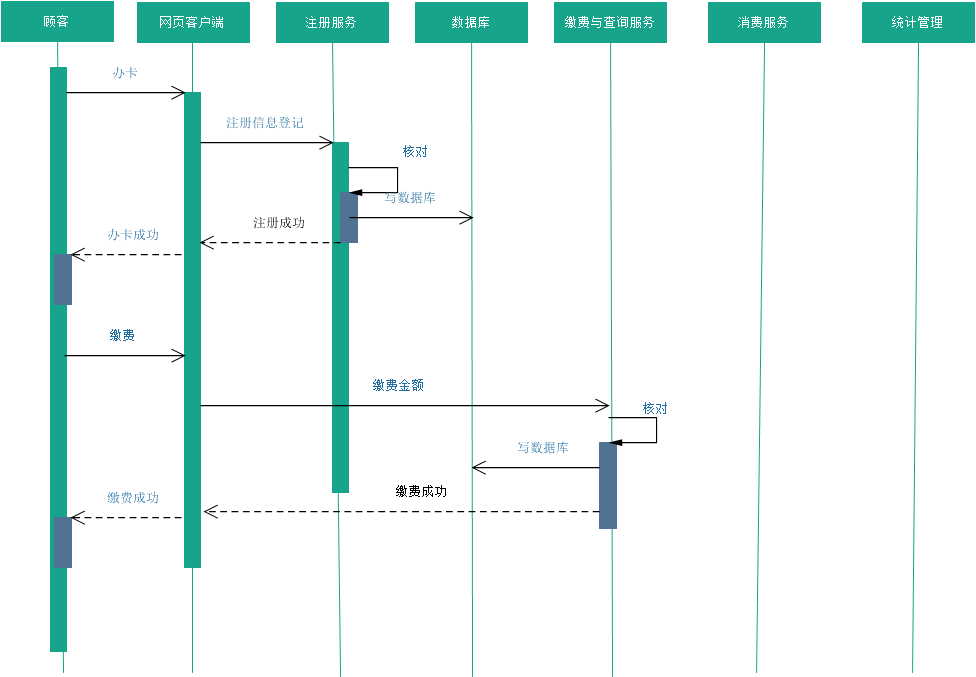 顾客
网页客户端
注册服务
数据库
缴费与查询服务
消费服务
统计管理
办卡
注册信息登记
核对
写数据库
注册成功
办卡成功
缴费
缴费金额
核对
写数据库
缴费成功
缴费成功